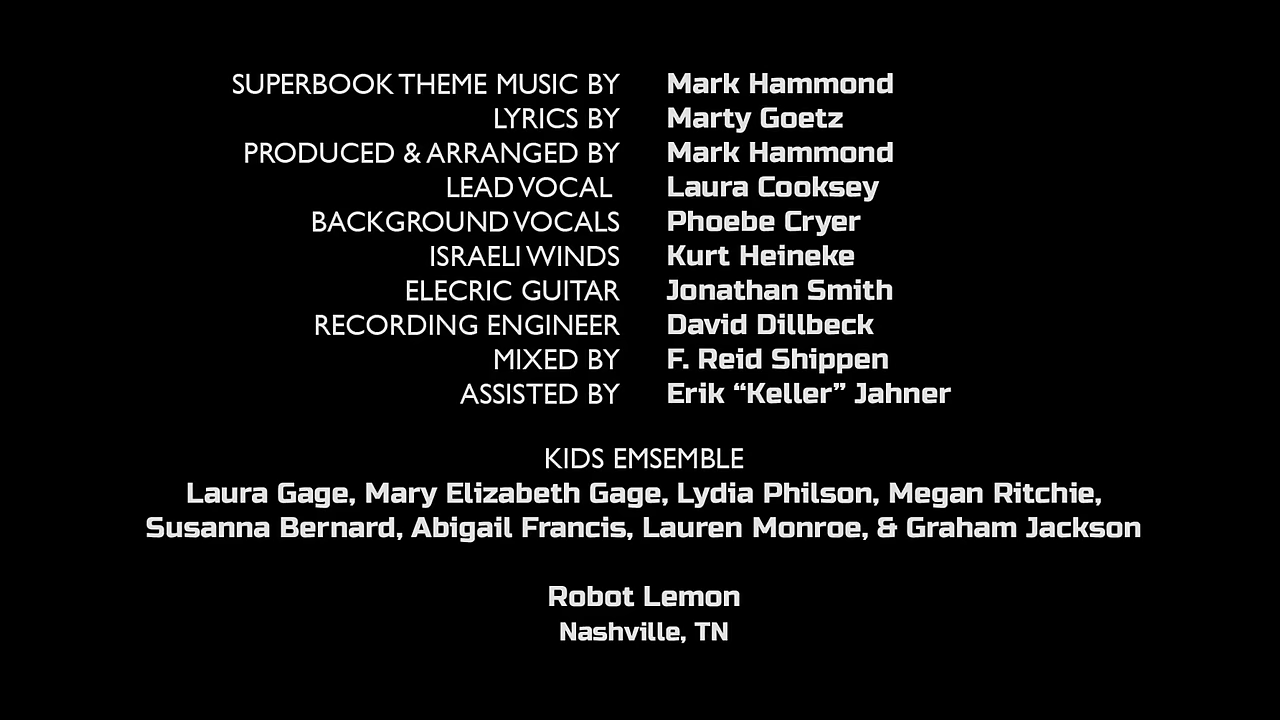 SUPERBOOK THEME MUSIC BY Mark Hammond
LYRICS BY Marty Goetz
PRODUCED & ARRANGED BY Mark Hammond
LEAD VOCAL Laura Cooksey
BACKGROUND VOCALS Phoebe Cryer
ISRAELI WINDS Kurt Heineke
ELECRIC GUITAR Jonathan Smith
RECORDING ENGINEER David Dillbeck
MIXED BY F. Reid Shippen
ASSISTED BY Erik “Keller” Jahner
KIDS EMSEMBLE
Laura Gage, Mary Elizabeth Gage, Lydia Philson, Megan Ritchie,
Susanna Bernard, Abigail Francis, Lauren Monroe, & Graham Jackson
Robot Lemon
Nashville, TN